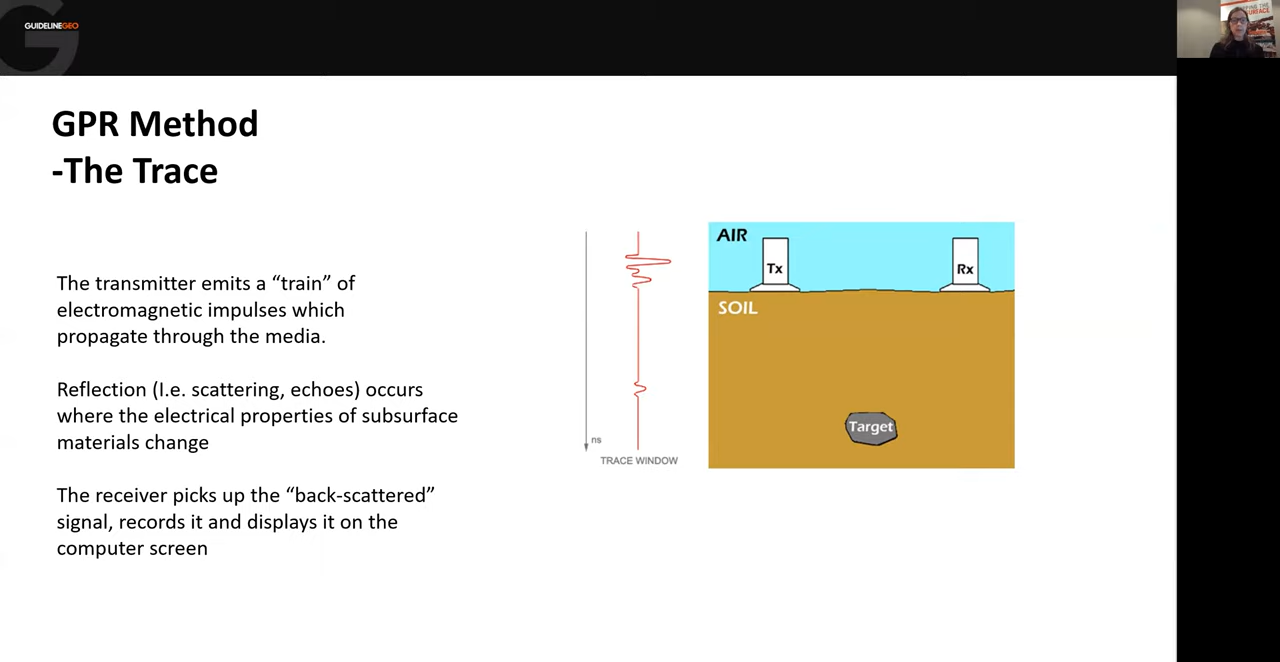 GUIDELINEGEO
GPR Method
-The Trace
The transmitter emits a “train” of
electromagnetic impulses which
propagate through the media.
Reflection (I.e. scattering, echoes) occurs
where the electrical properties of subsurface
materials change
The receiver picks up the “back-scattered”
signal, records it and displays it on the
computer screen
ns
TRACE WINDOW
AIR
Tx
Rx
SOIL
Target